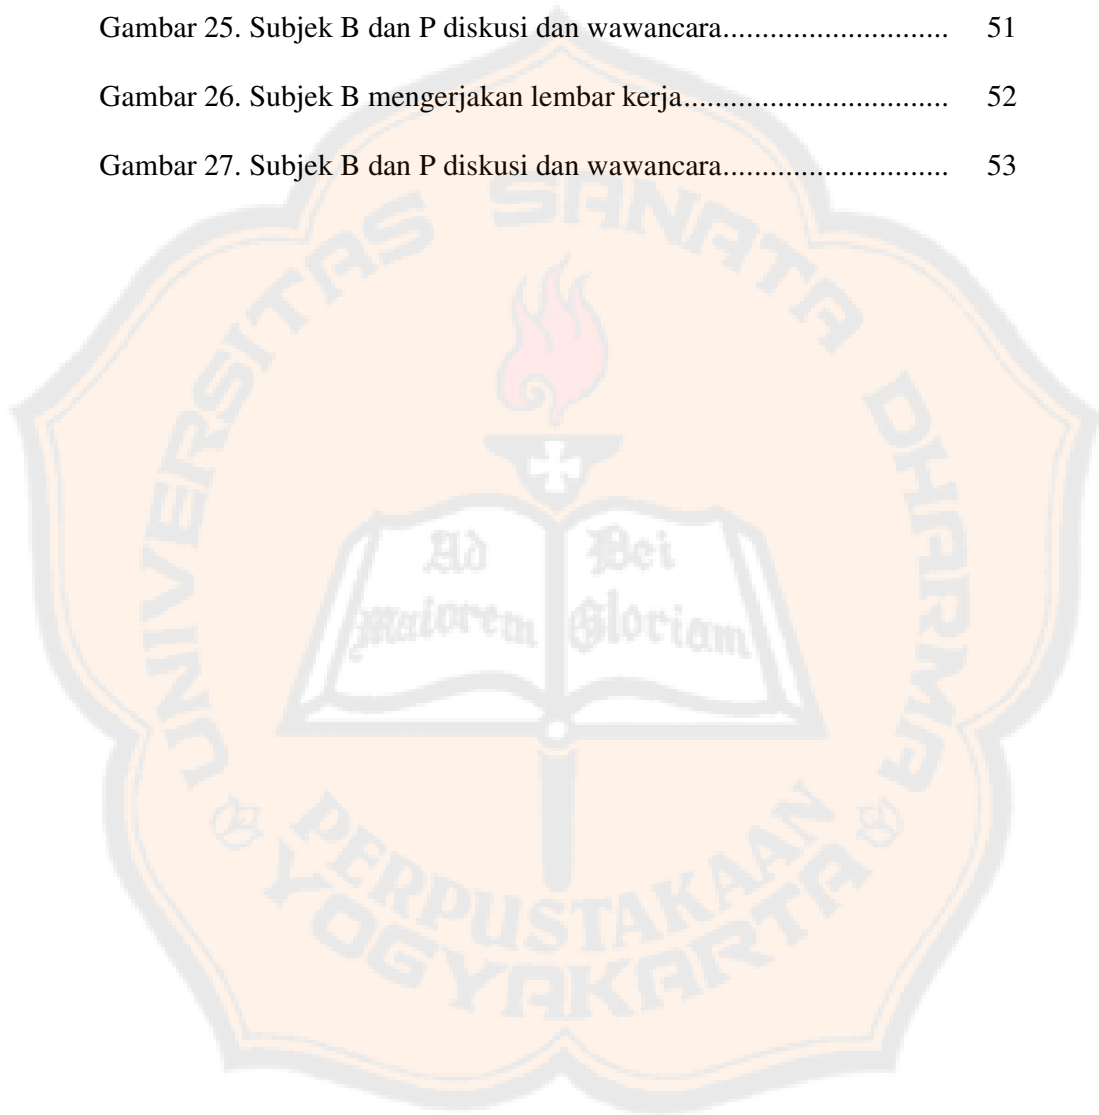 Gambar 25. Subjek B dan P diskusi dan wawancara............................. 51
Gambar 26. Subjek B mengerjakan lembar kerja.................................. 52
Gambar 27. Subjek B dan P diskusi dan wawancara............................. 53
UNIVERSITAS SANATA DHARMA
Ad Dei
Maiorem Gloriam
PERPUSTAKAAN
YOGYAKARTA